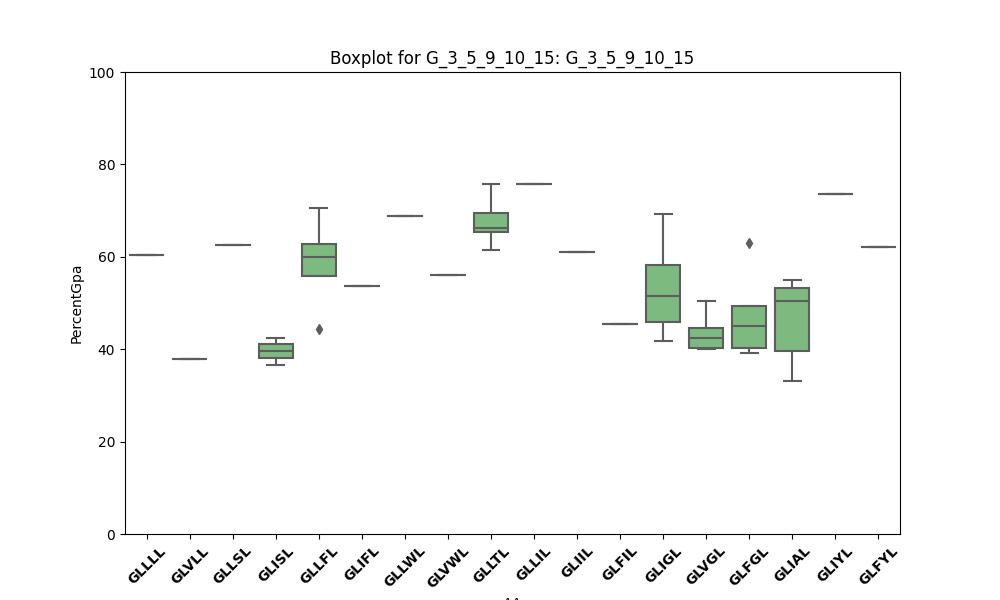 Boxplot for G_3_5_9_10_15: G_3_5_9_10_15
100
80
60
40
20
0
PercentGpa
GLLLL
GLVLL
GLLSL
GLISL
GLLFL
GLIFL
GLLWL
GLVWL
GLLTL
GLLIL
GLIIL
GLFIL
GLIGL
GLVGL
GLFGL
GLIAL
GLIYL
GLFYL